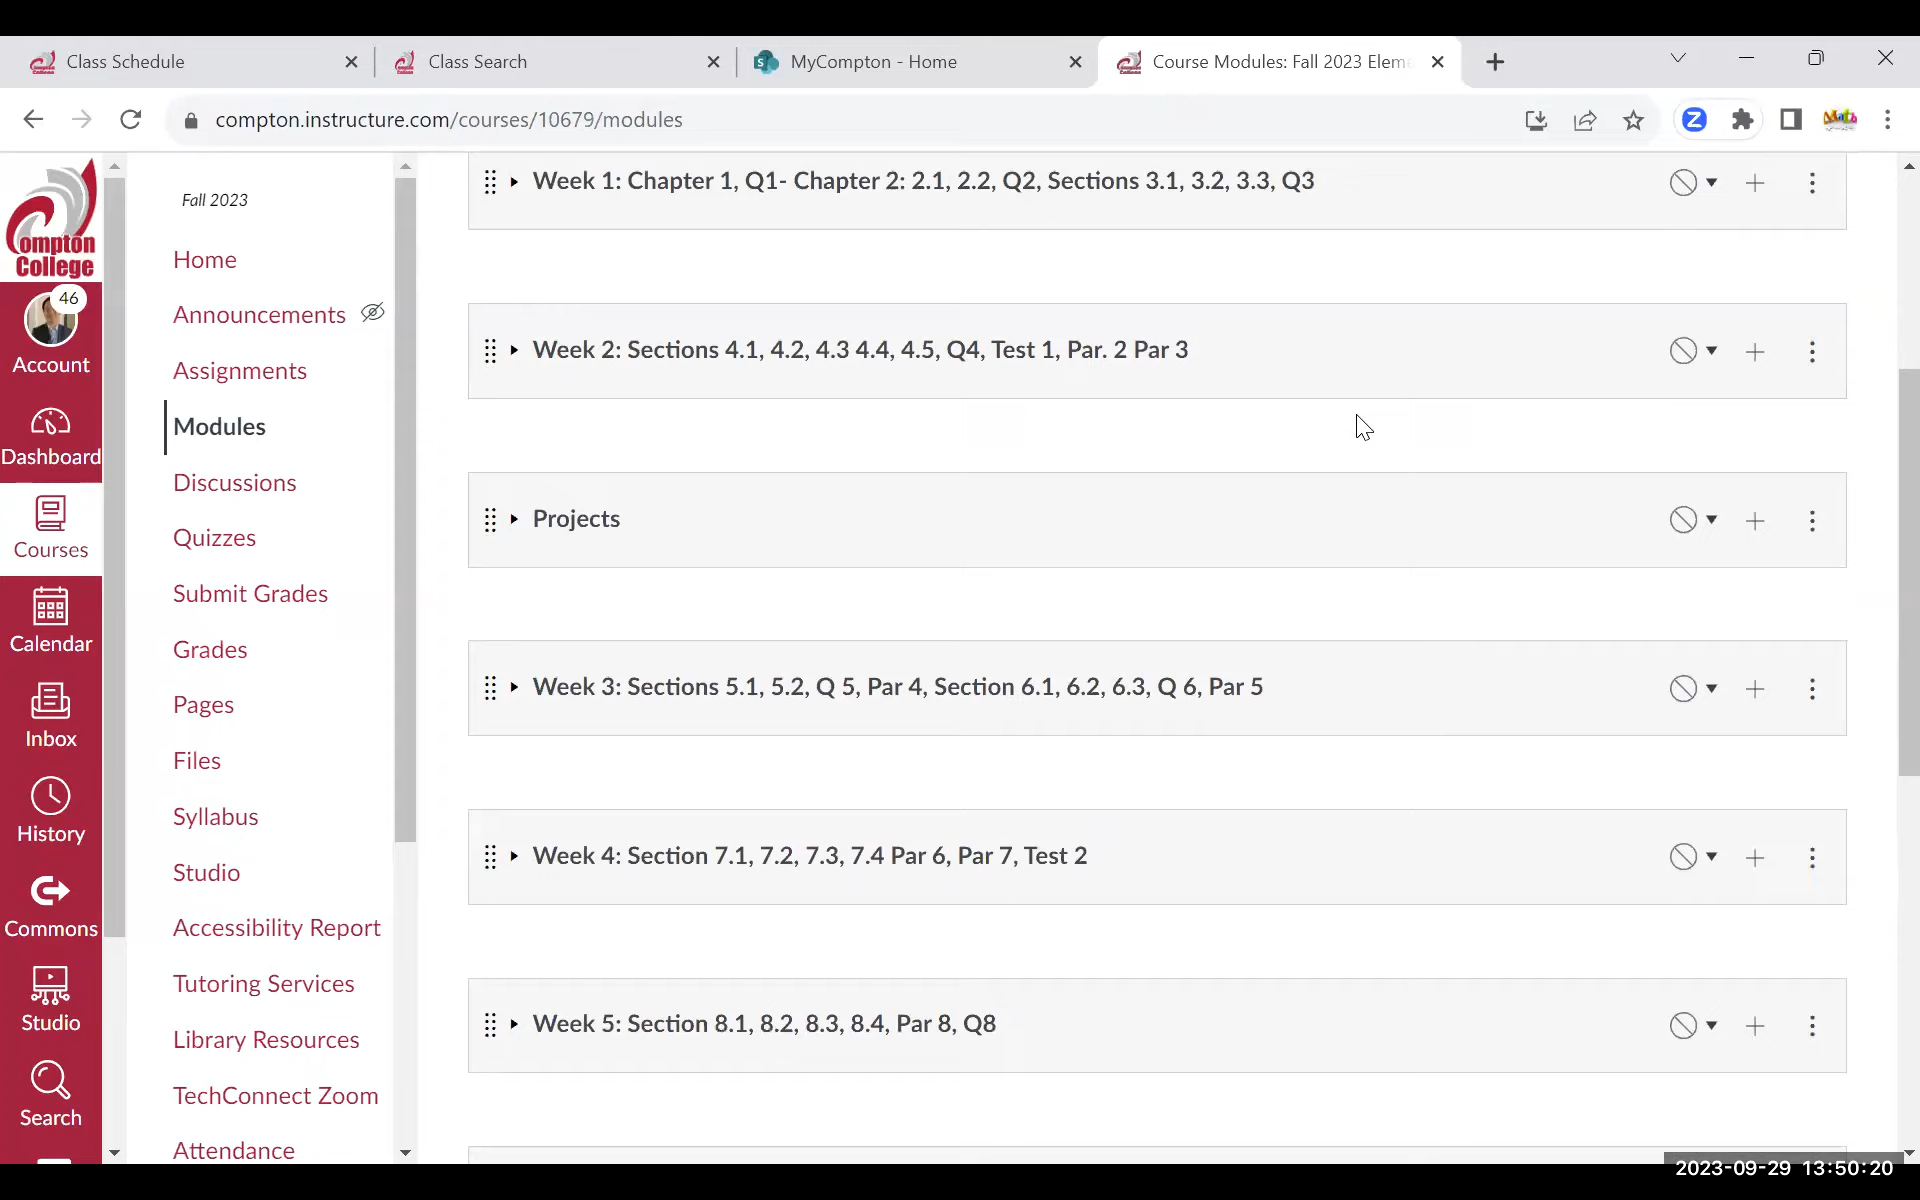 Class Schedule
Class Search
MyCompton - Home
Course Modules: Fall 2023 Eleme
compton.instructure.com/courses/10679/modules
Compton College
46
Account
Dashboard
Courses
Calendar
Inbox
History
Commons
Studio
Search
Fall 2023
Home
Announcements
Assignments
Modules
Discussions
Quizzes
Submit Grades
Grades
Pages
Files
Syllabus
Studio
Accessibility Report
Tutoring Services
Library Resources
TechConnect Zoom
Attendance
Week 1: Chapter 1, Q1- Chapter 2: 2.1, 2.2, Q2, Sections 3.1, 3.2, 3.3, Q3
Week 2: Sections 4.1, 4.2, 4.3 4.4, 4.5, Q4, Test 1, Par. 2 Par 3
Projects
Week 3: Sections 5.1, 5.2, Q 5, Par 4, Section 6.1, 6.2, 6.3, Q 6, Par 5
Week 4: Section 7.1, 7.2, 7.3, 7.4 Par 6, Par 7, Test 2
Week 5: Section 8.1, 8.2, 8.3, 8.4, Par 8, Q8
2023-09-29 13:50:20